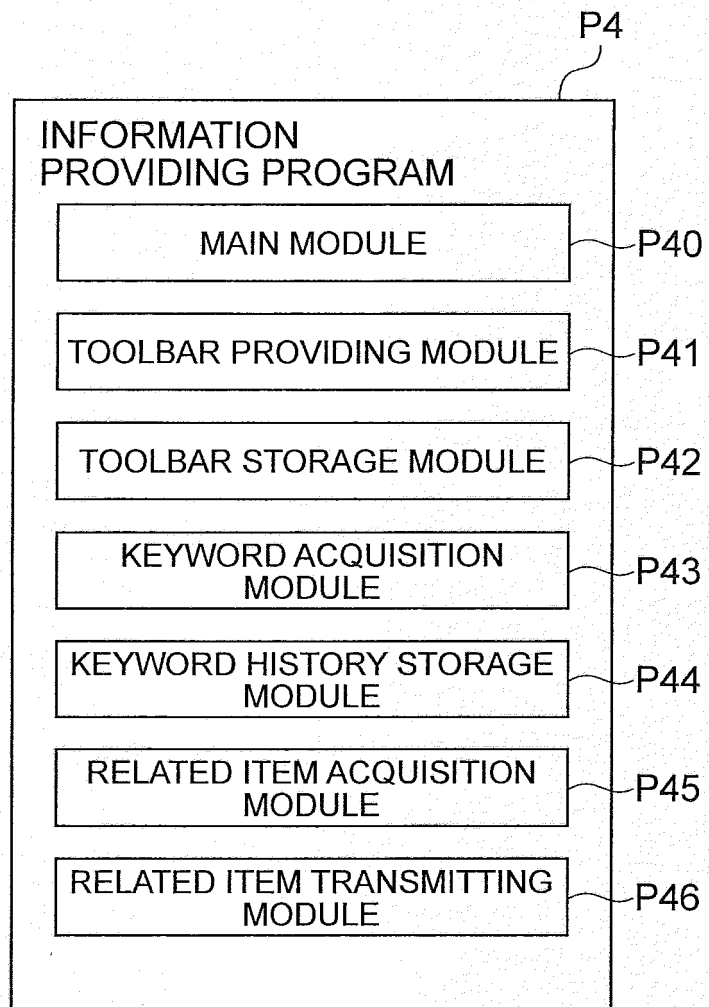 P4
INFORMATION
PROVIDING PROGRAM
MAIN MODULE
P40
TOOLBAR PROVIDING MODULE
P41
TOOLBAR STORAGE MODULE
P42
KEYWORD ACQUISITION
MODULE
P43
KEYWORD HISTORY STORAGE
MODULE
P44
RELATED ITEM ACQUISITION
MODULE
P45
RELATED ITEM TRANSMITTING
MODULE
P46